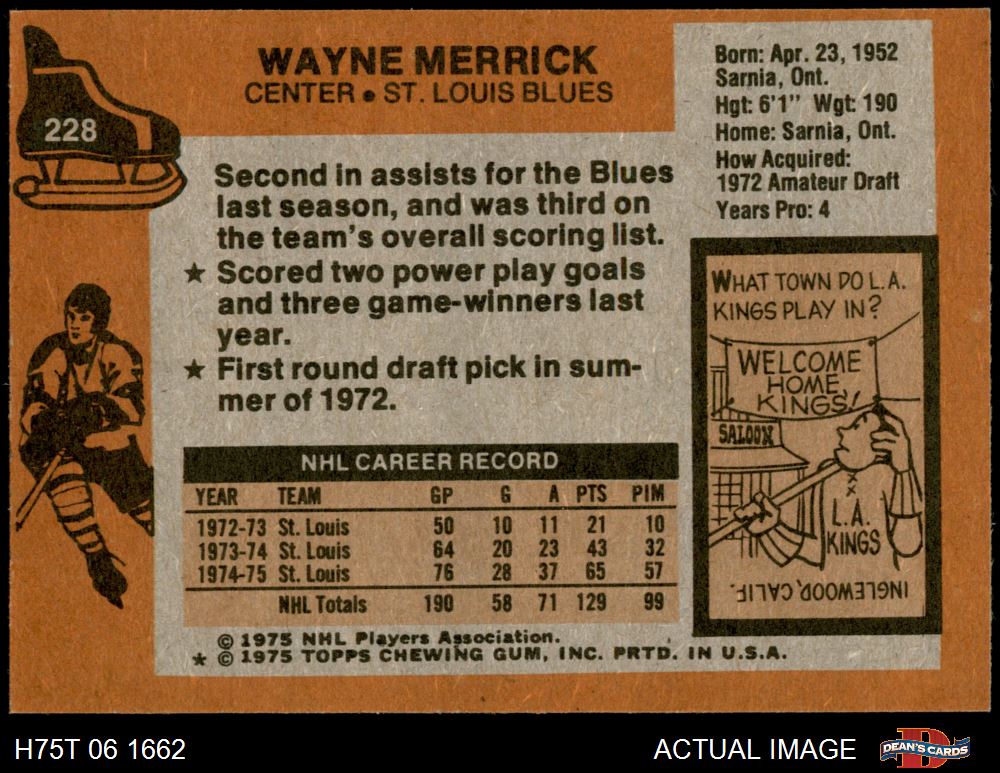 WAYNE MERRICK
CENTER • ST. LOUIS BLUES
228
Born: Apr. 23, 1952
Sarnia, Ont.
Hgt: 6'1" Wgt: 190
Home: Sarnia, Ont.
How Acquired:
1972 Amateur Draft
Years Pro: 4
Second in assists for the Blues
last season, and was third on
the team's overall scoring list.
★ Scored two power play goals
and three game-winners last
year.
★ First round draft pick in sum-
mer of 1972.
NHL CAREER RECORD
YEAR TEAM GP G A PTS PIM
1972-73 St. Louis 50 10 11 21 10
1973-74 St. Louis 64 20 23 43 32
1974-75 St. Louis 76 28 37 65 57
NHL Totals 190 58 71 129 99
WHAT TOWN DO L.A.
KINGS PLAY IN?
WELCOME
HOME,
KINGS!
SALOON
L.A.
KINGS
INGLEWOOD, CALIF.
© 1975 NHL Players Association.
★ © 1975 TOPPS CHEWING GUM, INC. PRTD. IN U.S.A.
H75T 06 1662
ACTUAL IMAGE
DEAN'S CARDS